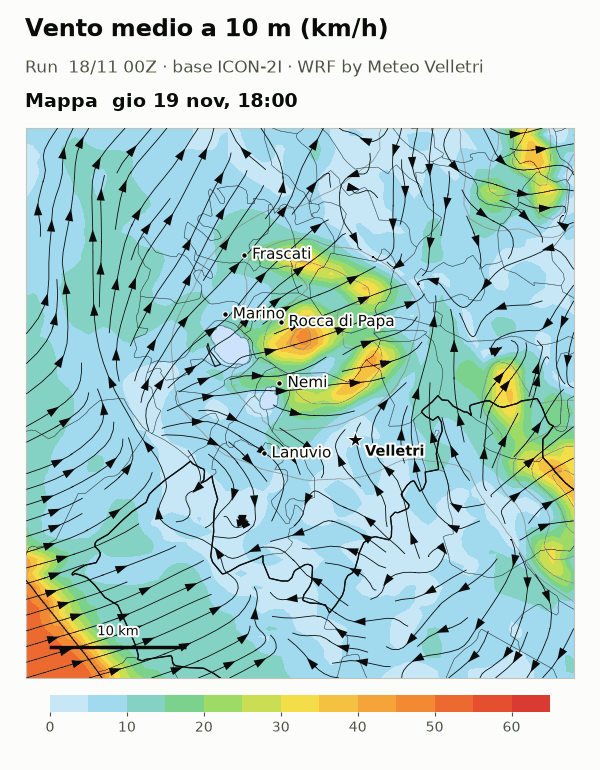 Vento medio a 10 m (km/h)
Run  18/11 00Z · base ICON-2I · WRF by Meteo Velletri
Mappa  gio 19 nov, 18:00
Frascati
Marino
Rocca di Papa
Nemi
Velletri
Lanuvio
10 km
0 10 20 30 40 50 60